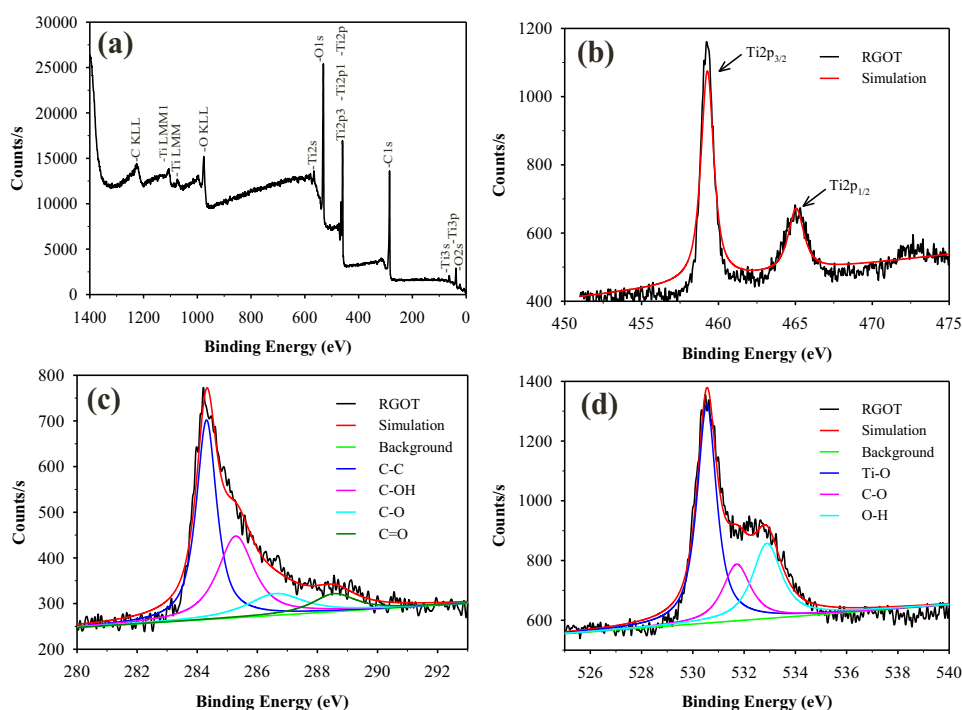 (a)
Counts/s
30000
25000
20000
15000
10000
5000
0
-C KLL
-Ti LMM1
-Ti LMM
-O KLL
-Ti2s
-O1s
-Ti2p3 -Ti2p1 -Ti2p
-C1s
-Ti3s
-Ti3p
-O2s
1400 1200 1000 800 600 400 200 0
Binding Energy (eV)
(b)
Counts/s
1200
1000
800
600
400
Ti2p3/2
Ti2p1/2
RGOT
Simulation
450 455 460 465 470 475
Binding Energy (eV)
(c)
Counts/s
800
700
600
500
400
300
200
RGOT
Simulation
Background
C-C
C-OH
C-O
C=O
280 282 284 286 288 290 292
Binding Energy (eV)
(d)
Counts/s
1400
1200
1000
800
600
RGOT
Simulation
Background
Ti-O
C-O
O-H
526 528 530 532 534 536 538 540
Binding Energy (eV)